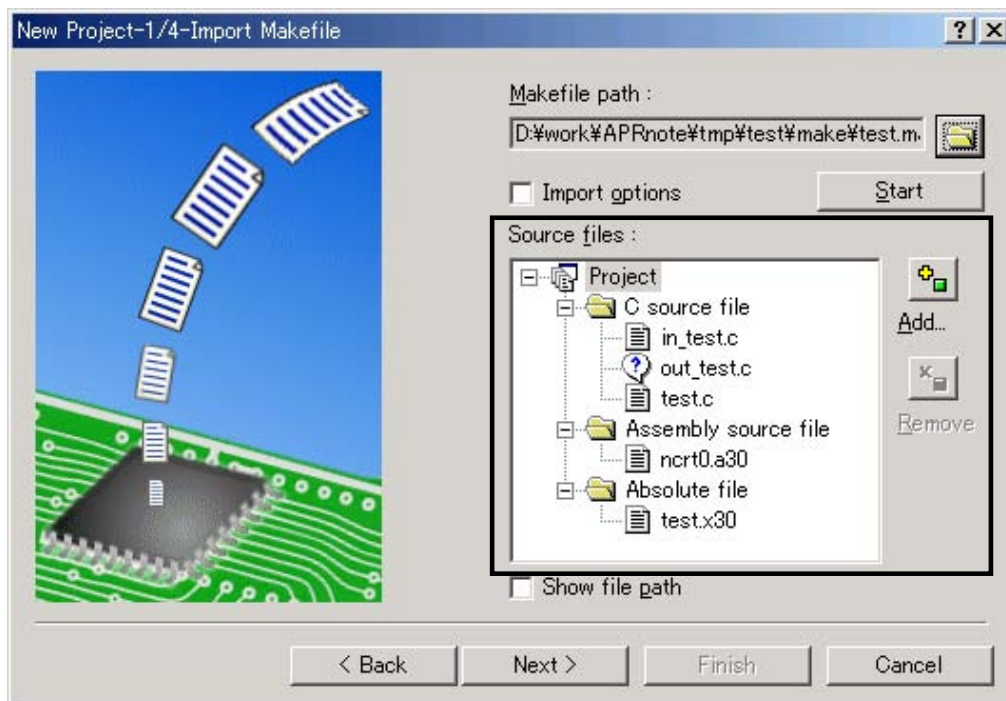 New Project-1/4-Import Makefile
Makefile path :
D:¥work¥APRnote¥tmp¥test¥make¥test.m
Import options
Start
Source files :
Project
C source file
in_test.c
out_test.c
test.c
Assembly source file
ncrt0.a30
Absolute file
test.x30
Add...
Remove
Show file path
< Back
Next >
Finish
Cancel